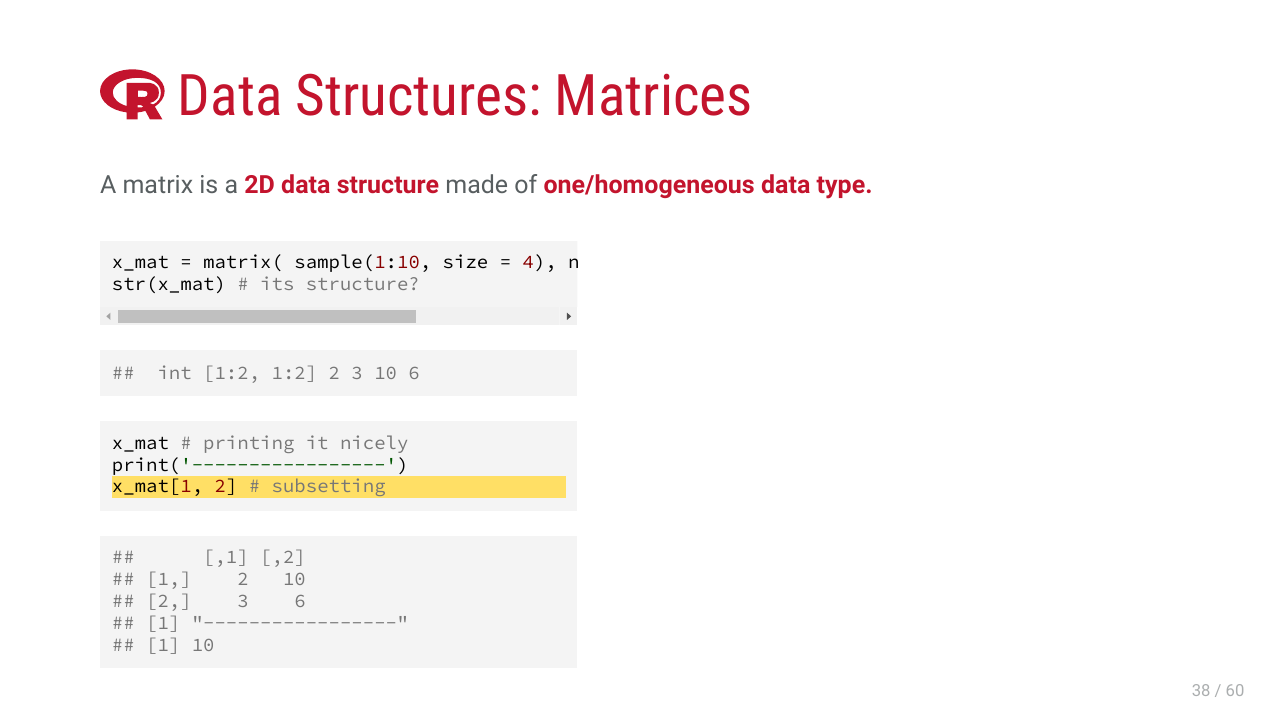 R Data Structures: Matrices
A matrix is a 2D data structure made of one/homogeneous data type.
x_mat = matrix( sample(1:10, size = 4), n
str(x_mat) # its structure?
##  int [1:2, 1:2] 2 3 10 6
x_mat # printing it nicely
print('-----------------')
x_mat[1, 2] # subsetting
##      [,1] [,2]
## [1,]    2   10
## [2,]    3    6
## [1] "-----------------"
## [1] 10
38 / 60